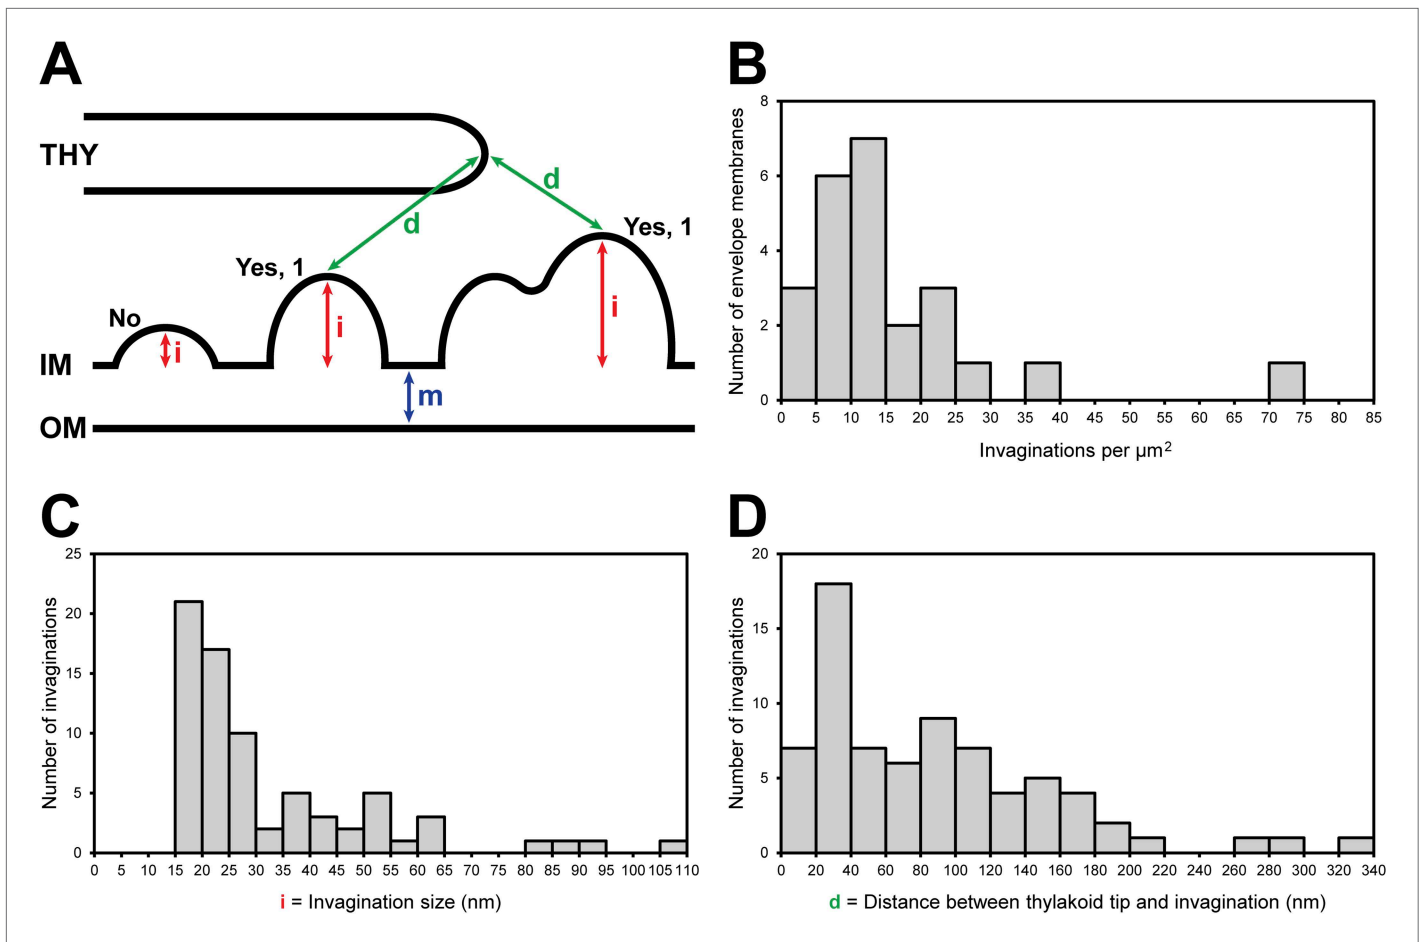 A
THY
d
d
Yes, 1
Yes, 1
No
i
i
i
IM
m
OM
B
Number of envelope membranes
8
6
4
2
0
0 5 10 15 20 25 30 35 40 45 50 55 60 65 70 75 80 85
Invaginations per µm²
C
Number of invaginations
25
20
15
10
5
0
0 5 10 15 20 25 30 35 40 45 50 55 60 65 70 75 80 85 90 95 100 105 110
i = Invagination size (nm)
D
Number of invaginations
20
15
10
5
0
0 20 40 60 80 100 120 140 160 180 200 220 240 260 280 300 320 340
d = Distance between thylakoid tip and invagination (nm)